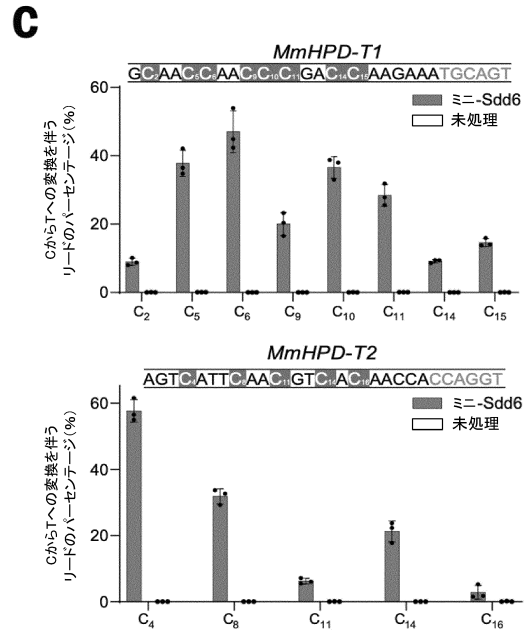 C
MmHPD-T1
GC₂AAC₅C₆AAC₉C₁₀C₁₁GAC₁₄C₁₅AAGAAATGCAGT
CからTへの変換を伴う
リードのパーセンテージ(%)
60
40
20
0
ミニ-Sdd6
未処理
C₂ C₅ C₆ C₉ C₁₀ C₁₁ C₁₄ C₁₅
MmHPD-T2
AGTC₄ATTC₈AAC₁₁GTC₁₄AC₁₆AACCACCAGGT
CからTへの変換を伴う
リードのパーセンテージ(%)
60
40
20
0
ミニ-Sdd6
未処理
C₄ C₈ C₁₁ C₁₄ C₁₆